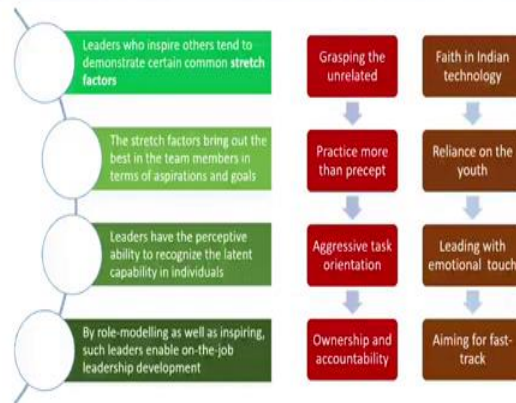 Leaders who inspire others tend to
demonstrate certain common stretch
factors
The stretch factors bring out the
best in the team members in
terms of aspirations and goals
Leaders have the perceptive
ability to recognize the latent
capability in individuals
By role-modelling as well as inspiring,
such leaders enable on-the-job
leadership development
Grasping the
unrelated
Practice more
than precept
Aggressive task
orientation
Ownership and
accountability
Faith in Indian
technology
Reliance on the
youth
Leading with
emotional touch
Aiming for fast-
track